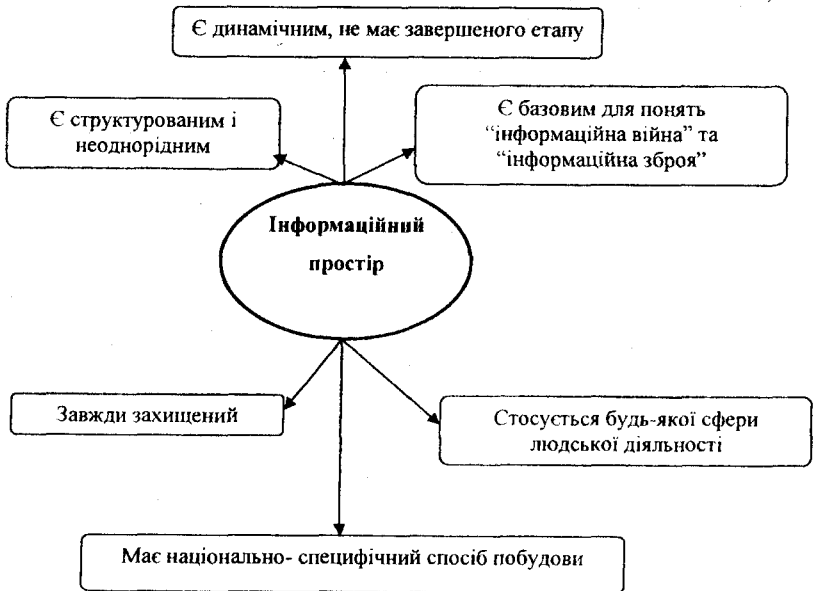 Є динамічним, не має завершеного етапу
Є структурованим і
неоднорідним
Є базовим для понять
“інформаційна війна” та
“інформаційна зброя”
Інформаційний
простір
Завжди захищений
Стосується будь-якої сфери
людської діяльності
Має національно- специфічний спосіб побудови